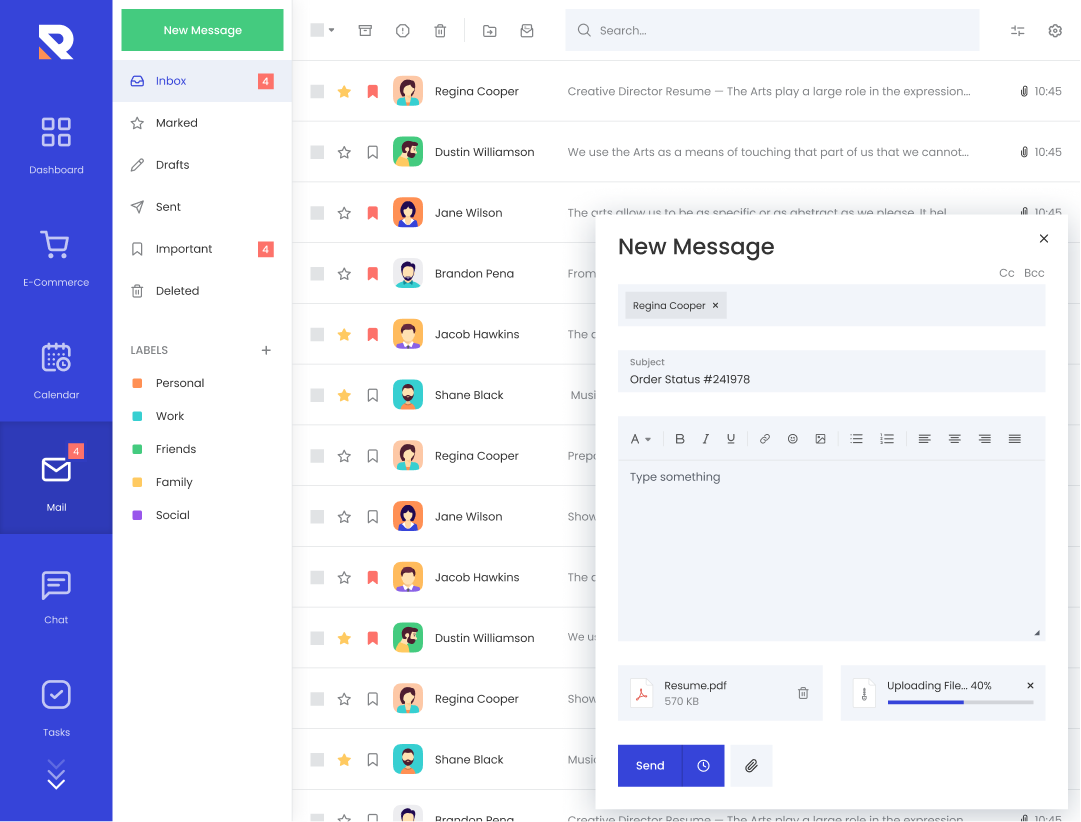 Dashboard
E-Commerce
Calendar
4
Mail
Chat
Tasks
New Message
Inbox 4
Marked
Drafts
Sent
Important 4
Deleted
LABELS +
Personal
Work
Friends
Family
Social
Search...
Regina Cooper Creative Director Resume — The Arts play a large role in the expression... 10:45
Dustin Williamson We use the Arts as a means of touching that part of us that we cannot... 10:45
Jane Wilson The arts allow us to be as specific or as abstract as we please. It hel... 10:45
Brandon Pena From
Jacob Hawkins The
Shane Black Musi
Regina Cooper Prepa
Jane Wilson Show
Jacob Hawkins The
Dustin Williamson We us
Regina Cooper Show
Shane Black Music
Brandon Pena Creative Director Resume — The Arts play a large role in the expression... 10:45
New Message
Cc Bcc
Regina Cooper
Subject
Order Status #241978
A B I U
Type something
Resume.pdf
570 KB
Uploading File... 40%
Send